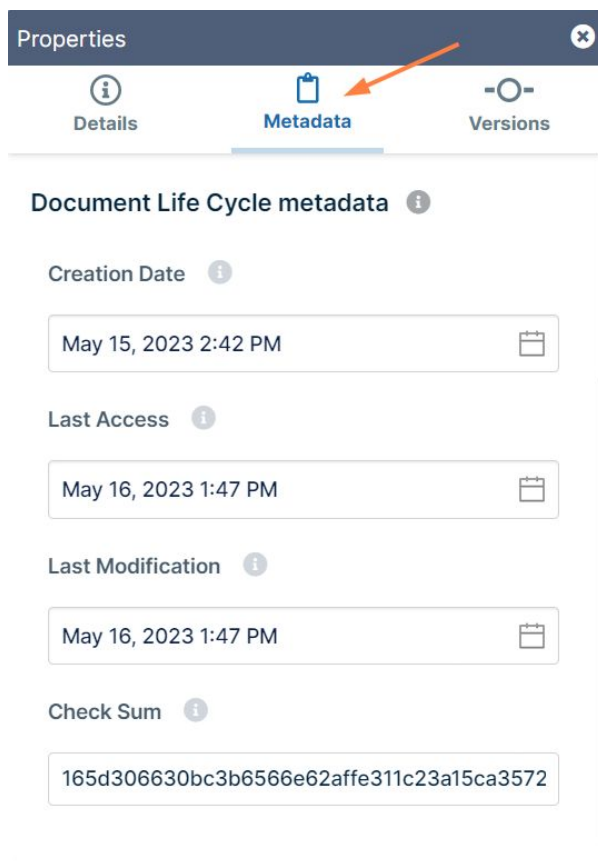 Properties
Details
Metadata
Versions
Document Life Cycle metadata
Creation Date
May 15, 2023 2:42 PM
Last Access
May 16, 2023 1:47 PM
Last Modification
May 16, 2023 1:47 PM
Check Sum
165d306630bc3b6566e62affe311c23a15ca3572